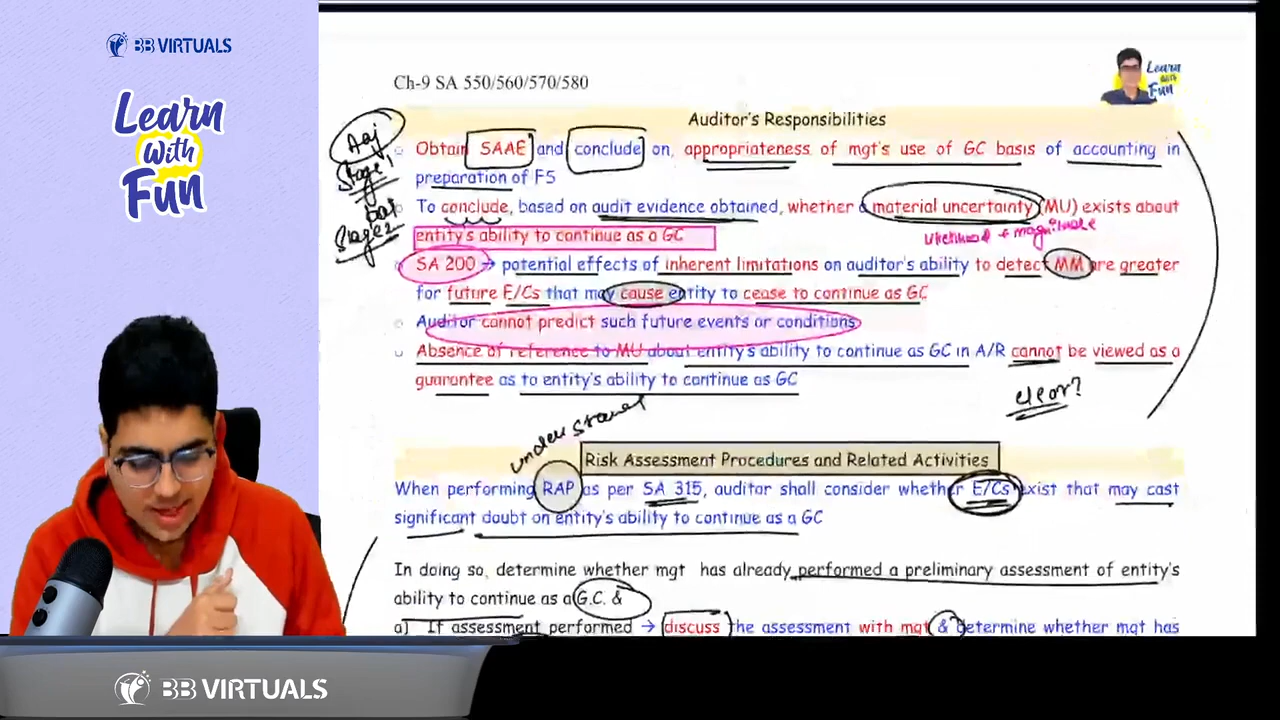 BB VIRTUALS
Learn
With
Fun
Ch-9 SA 550/560/570/580
Learn
With
Fun
Auditor's Responsibilities
Aaj
Stage 1
Obtain SAAE and conclude on, appropriateness of mgt's use of GC basis of accounting in
preparation of FS
To conclude, based on audit evidence obtained, whether a material uncertainty (MU) exists about
Stage 2
likelihood + magnitude
entity's ability to continue as a GC
SA 200 → potential effects of inherent limitations on auditor's ability to detect MM are greater
for future E/Cs that may cause entity to cease to continue as GC
Auditor cannot predict such future events or conditions
Absence of reference to MU about entity's ability to continue as GC in A/R cannot be viewed as a
guarantee as to entity's ability to continue as GC
clear?
understand
Risk Assessment Procedures and Related Activities
When performing RAP as per SA 315, auditor shall consider whether E/Cs exist that may cast
significant doubt on entity's ability to continue as a GC
In doing so, determine whether mgt has already performed a preliminary assessment of entity's
ability to continue as a G.C. &
a) If assessment performed → discuss the assessment with mgt & determine whether mgt has
BB VIRTUALS